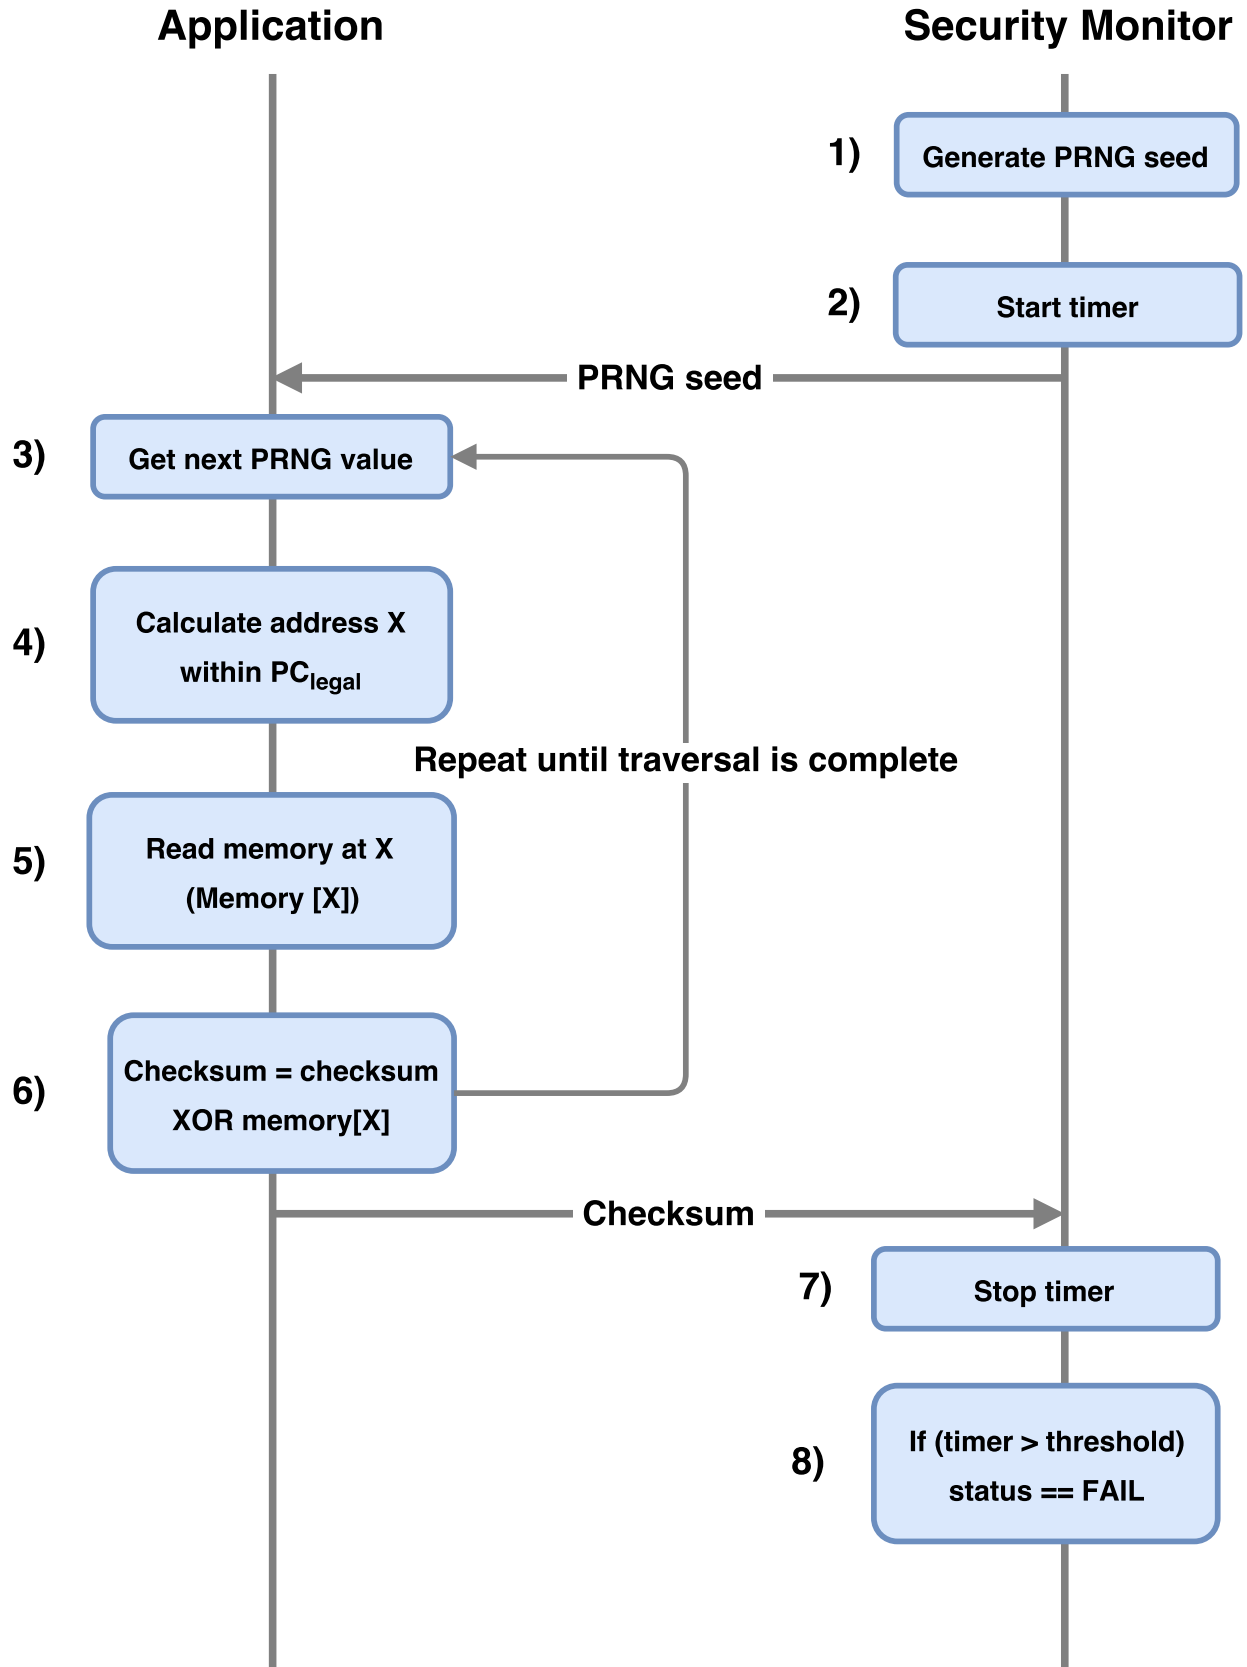 Application
Security Monitor
1)
Generate PRNG seed
2)
Start timer
PRNG seed
3)
Get next PRNG value
4)
Calculate address X
within PClegal
Repeat until traversal is complete
5)
Read memory at X
(Memory [X])
6)
Checksum = checksum
XOR memory[X]
Checksum
7)
Stop timer
8)
If (timer > threshold)
status == FAIL